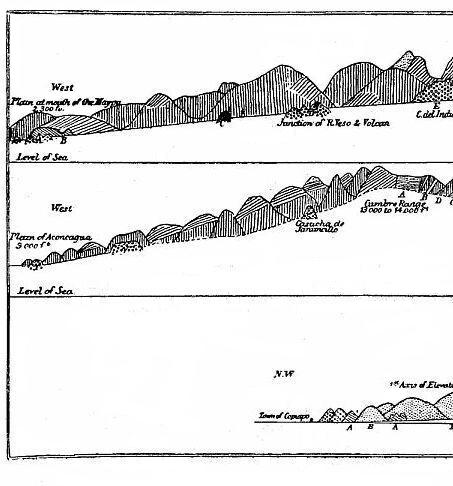 West
Plain at mouth of the Maypu
2,300 ft.
A
B
C
Junction of R. Yeso & Volcan
E
C. del Indi
Level of Sea
West
Plain of Aconcagua
3000 ft
Casucha de
Juramcillo
Cumbre Range
13000 to 14000 ft
A B D C
Level of Sea
N.W
1st Axis of Elevat
Town of Copiapo
A B A